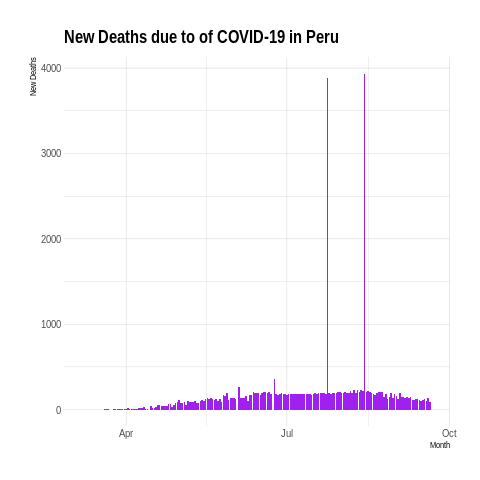 New Deaths due to of COVID-19 in Peru
New Deaths
4000
3000
2000
1000
0
Apr
Jul
Oct
Month